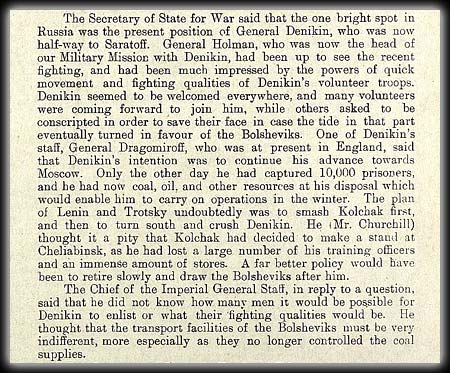 The Secretary of State for War said that the one bright spot in
Russia was the present position of General Denikin, who was now
half-way to Saratoff. General Holman, who was now the head of
our Military Mission with Denikin, had been up to see the recent
fighting, and had been much impressed by the powers of quick
movement and fighting qualities of Denikin's volunteer troops.
Denikin seemed to be welcomed everywhere, and many volunteers
were coming forward to join him, while others asked to be
conscripted in order to save their face in case the tide in that part
eventually turned in favour of the Bolsheviks. One of Denikin's
staff, General Dragomiroff, who was at present in England, said
that Denikin's intention was to continue his advance towards
Moscow. Only the other day he had captured 10,000 prisoners,
and he had now coal, oil, and other resources at his disposal which
would enable him to carry on operations in the winter. The plan
of Lenin and Trotsky undoubtedly was to smash Kolchak first,
and then to turn south and crush Denikin. He (Mr. Churchill)
thought it a pity that Kolchak had decided to make a stand at
Cheliabinsk, as he had lost a large number of his training officers
and an immense amount of stores. A far better policy would have
been to retire slowly and draw the Bolsheviks after him.
The Chief of the Imperial General Staff, in reply to a question,
said that he did not know how many men it would be possible for
Denikin to enlist or what their fighting qualities would be. He
thought that the transport facilities of the Bolsheviks must be very
indifferent, more especially as they no longer controlled the coal
supplies.